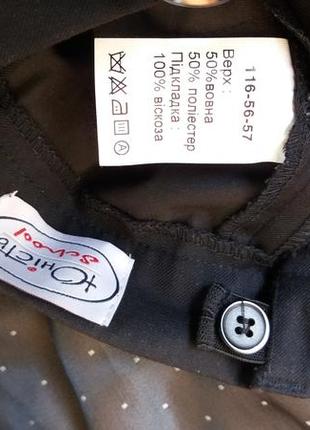 116-56-57
Верх :
50%вовна
50% поліестер
Підкладка :
100% віскоза
A
Юність
School